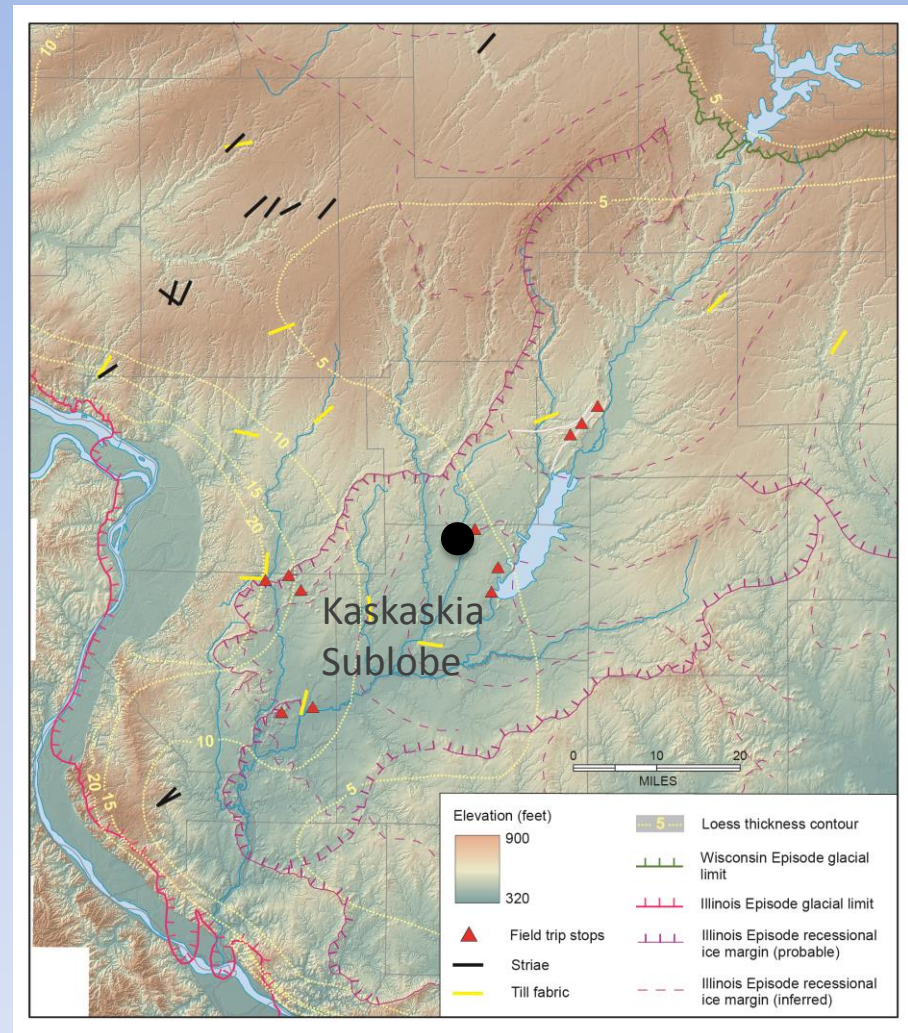 10
5
5
5
10
15
20
Kaskaskia
Sublobe
10
20
15
5
0 10 20
MILES
Elevation (feet)
900
320
Field trip stops
Striae
Till fabric
5 Loess thickness contour
Wisconsin Episode glacial
limit
Illinois Episode glacial limit
Illinois Episode recessional
ice margin (probable)
Illinois Episode recessional
ice margin (inferred)